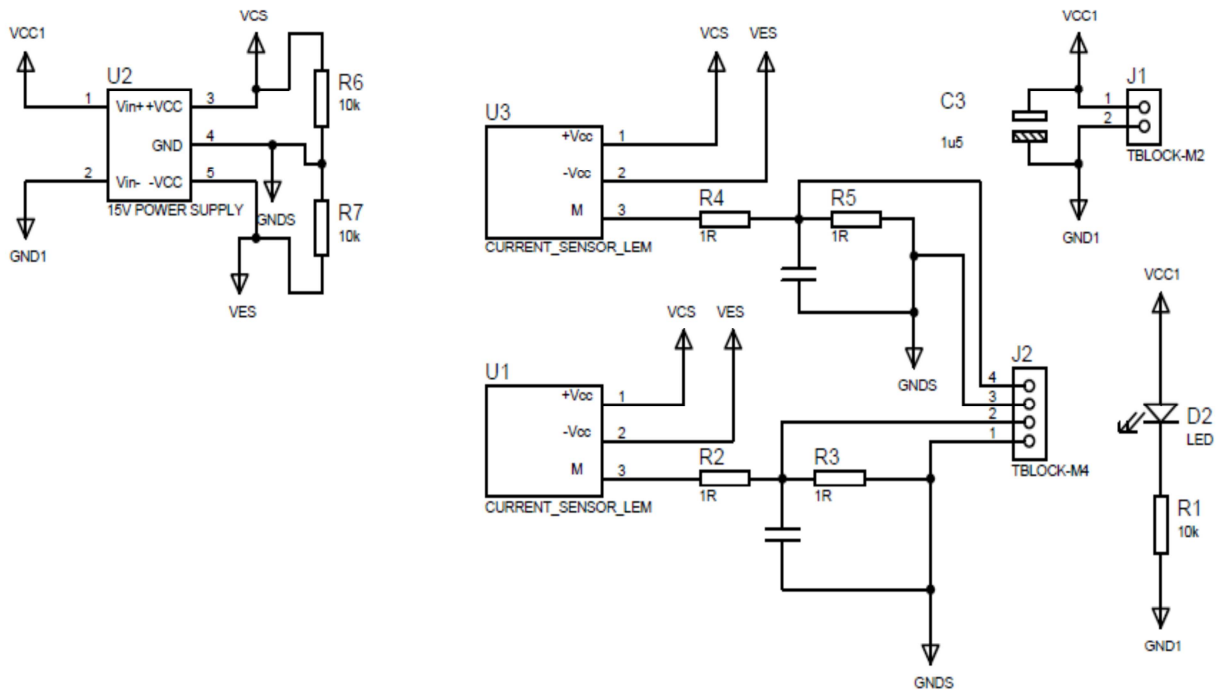 VCC1
VCS
U2
1
Vin+
+VCC
3
GND
4
2
Vin-
-VCC
5
15V POWER SUPPLY
GND1
GNDS
VES
R6
10k
R7
10k
VCS
VES
U3
+Vcc
1
-Vcc
2
M
3
CURRENT_SENSOR_LEM
R4
1R
R5
1R
GNDS
VCS
VES
U1
+Vcc
1
-Vcc
2
M
3
CURRENT_SENSOR_LEM
R2
1R
R3
1R
GNDS
J2
4
3
2
1
TBLOCK-M4
VCC1
C3
1u5
J1
1
2
TBLOCK-M2
GND1
VCC1
D2
LED
R1
10k
GND1